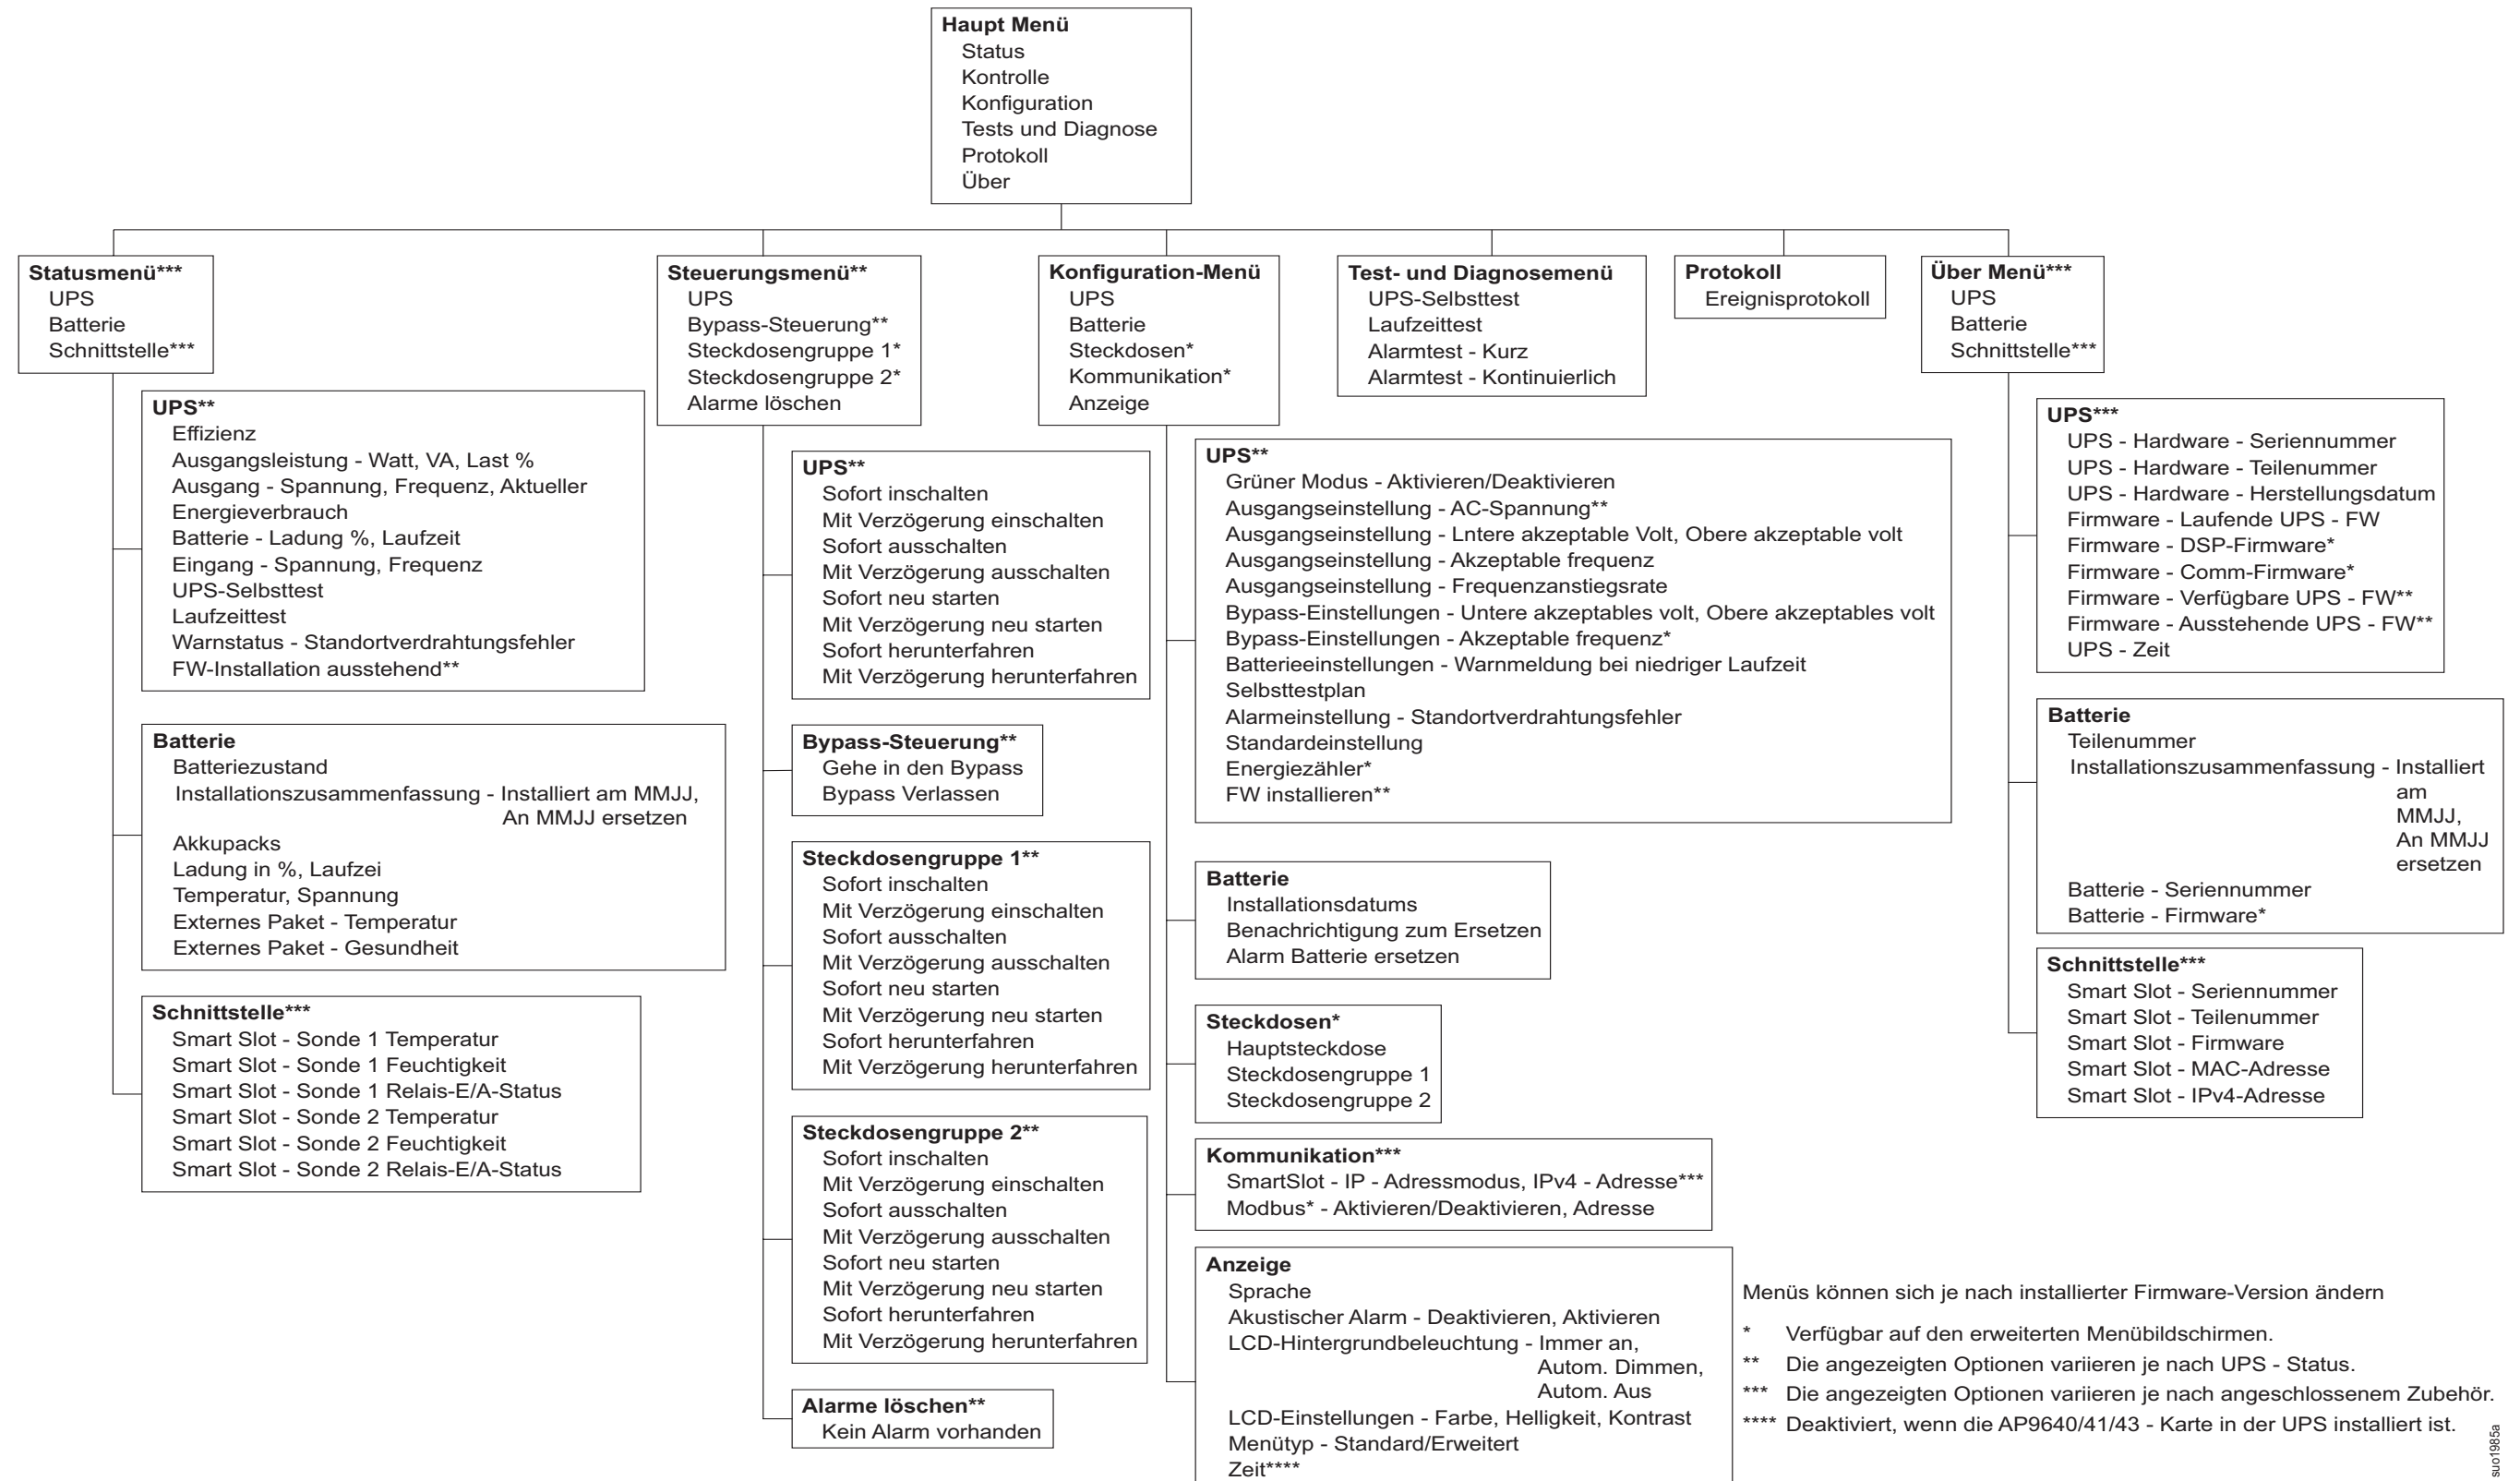 Haupt Menü
Status
Kontrolle
Konfiguration
Tests und Diagnose
Protokoll
Über
Statusmenü***
UPS
Batterie
Schnittstelle***
UPS**
Effizienz
Ausgangsleistung - Watt, VA, Last %
Ausgang - Spannung, Frequenz, Aktueller
Energieverbrauch
Batterie - Ladung %, Laufzeit
Eingang - Spannung, Frequenz
UPS-Selbsttest
Laufzeittest
Warnstatus - Standortverdrahtungsfehler
FW-Installation ausstehend**
Batterie
Batteriezustand
Installationszusammenfassung - Installiert am MMJJ,
An MMJJ ersetzen
Akkupacks
Ladung in %, Laufzei
Temperatur, Spannung
Externes Paket - Temperatur
Externes Paket - Gesundheit
Schnittstelle***
Smart Slot - Sonde 1 Temperatur
Smart Slot - Sonde 1 Feuchtigkeit
Smart Slot - Sonde 1 Relais-E/A-Status
Smart Slot - Sonde 2 Temperatur
Smart Slot - Sonde 2 Feuchtigkeit
Smart Slot - Sonde 2 Relais-E/A-Status
Steuerungsmenü**
UPS
Bypass-Steuerung**
Steckdosengruppe 1*
Steckdosengruppe 2*
Alarme löschen
UPS**
Sofort inschalten
Mit Verzögerung einschalten
Sofort ausschalten
Mit Verzögerung ausschalten
Sofort neu starten
Mit Verzögerung neu starten
Sofort herunterfahren
Mit Verzögerung herunterfahren
Bypass-Steuerung**
Gehe in den Bypass
Bypass Verlassen
Steckdosengruppe 1**
Sofort inschalten
Mit Verzögerung einschalten
Sofort ausschalten
Mit Verzögerung ausschalten
Sofort neu starten
Mit Verzögerung neu starten
Sofort herunterfahren
Mit Verzögerung herunterfahren
Steckdosengruppe 2**
Sofort inschalten
Mit Verzögerung einschalten
Sofort ausschalten
Mit Verzögerung ausschalten
Sofort neu starten
Mit Verzögerung neu starten
Sofort herunterfahren
Mit Verzögerung herunterfahren
Alarme löschen**
Kein Alarm vorhanden
Konfiguration-Menü
UPS
Batterie
Steckdosen*
Kommunikation*
Anzeige
UPS**
Grüner Modus - Aktivieren/Deaktivieren
Ausgangseinstellung - AC-Spannung**
Ausgangseinstellung - Lntere akzeptable Volt, Obere akzeptable volt
Ausgangseinstellung - Akzeptable frequenz
Ausgangseinstellung - Frequenzanstiegsrate
Bypass-Einstellungen - Untere akzeptables volt, Obere akzeptables volt
Bypass-Einstellungen - Akzeptable frequenz*
Batterieeinstellungen - Warnmeldung bei niedriger Laufzeit
Selbsttestplan
Alarmeinstellung - Standortverdrahtungsfehler
Standardeinstellung
Energiezähler*
FW installieren**
Batterie
Installationsdatums
Benachrichtigung zum Ersetzen
Alarm Batterie ersetzen
Steckdosen*
Hauptsteckdose
Steckdosengruppe 1
Steckdosengruppe 2
Kommunikation***
SmartSlot - IP - Adressmodus, IPv4 - Adresse***
Modbus* - Aktivieren/Deaktivieren, Adresse
Anzeige
Sprache
Akustischer Alarm - Deaktivieren, Aktivieren
LCD-Hintergrundbeleuchtung - Immer an,
Autom. Dimmen,
Autom. Aus
LCD-Einstellungen - Farbe, Helligkeit, Kontrast
Menütyp - Standard/Erweitert
Zeit****
Test- und Diagnosemenü
UPS-Selbsttest
Laufzeittest
Alarmtest - Kurz
Alarmtest - Kontinuierlich
Protokoll
Ereignisprotokoll
Über Menü***
UPS
Batterie
Schnittstelle***
UPS***
UPS - Hardware - Seriennummer
UPS - Hardware - Teilenummer
UPS - Hardware - Herstellungsdatum
Firmware - Laufende UPS - FW
Firmware - DSP-Firmware*
Firmware - Comm-Firmware*
Firmware - Verfügbare UPS - FW**
Firmware - Ausstehende UPS - FW**
UPS - Zeit
Batterie
Teilenummer
Installationszusammenfassung - Installiert
am
MMJJ,
An MMJJ
ersetzen
Batterie - Seriennummer
Batterie - Firmware*
Schnittstelle***
Smart Slot - Seriennummer
Smart Slot - Teilenummer
Smart Slot - Firmware
Smart Slot - MAC-Adresse
Smart Slot - IPv4-Adresse
Menüs können sich je nach installierter Firmware-Version ändern
* Verfügbar auf den erweiterten Menübildschirmen.
** Die angezeigten Optionen variieren je nach UPS - Status.
*** Die angezeigten Optionen variieren je nach angeschlossenem Zubehör.
**** Deaktiviert, wenn die AP9640/41/43 - Karte in der UPS installiert ist.
suo1985a